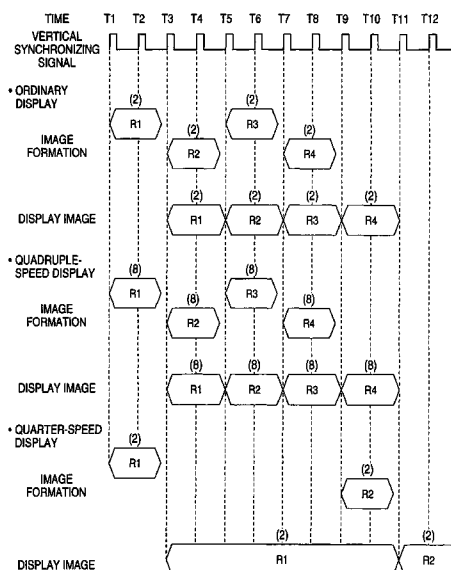 TIME T1 T2 T3 T4 T5 T6 T7 T8 T9 T10 T11 T12
VERTICAL
SYNCHRONIZING
SIGNAL
• ORDINARY
DISPLAY
(2) (2)
R1 R3
IMAGE
FORMATION
(2) (2)
R2 R4
(2) (2) (2) (2)
DISPLAY IMAGE R1 R2 R3 R4
• QUADRUPLE-
SPEED DISPLAY
(8) (8)
R1 R3
IMAGE
FORMATION
(8) (8)
R2 R4
(8) (8) (8) (8)
DISPLAY IMAGE R1 R2 R3 R4
• QUARTER-SPEED
DISPLAY
(2)
R1
IMAGE
FORMATION
(2)
R2
(2) (2)
DISPLAY IMAGE R1 R2